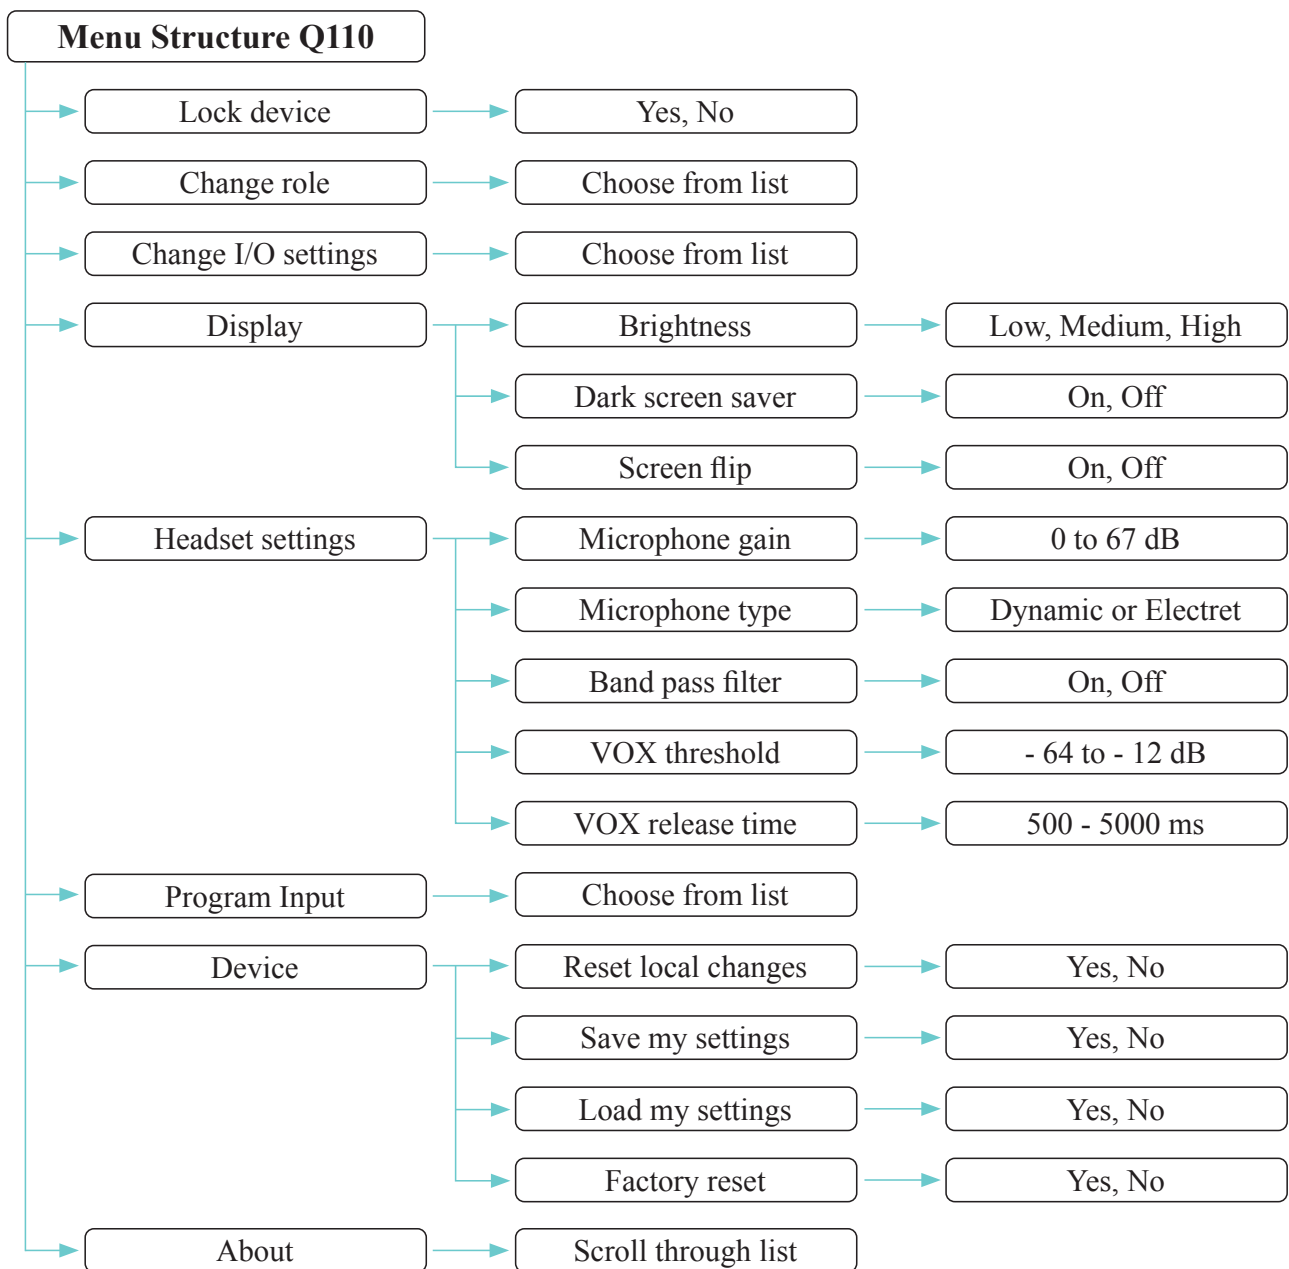 Menu Structure Q110
Lock device
Yes, No
Change role
Choose from list
Change I/O settings
Choose from list
Display
Brightness
Low, Medium, High
Dark screen saver
On, Off
Screen flip
On, Off
Headset settings
Microphone gain
0 to 67 dB
Microphone type
Dynamic or Electret
Band pass filter
On, Off
VOX threshold
- 64 to - 12 dB
VOX release time
500 - 5000 ms
Program Input
Choose from list
Device
Reset local changes
Yes, No
Save my settings
Yes, No
Load my settings
Yes, No
Factory reset
Yes, No
About
Scroll through list